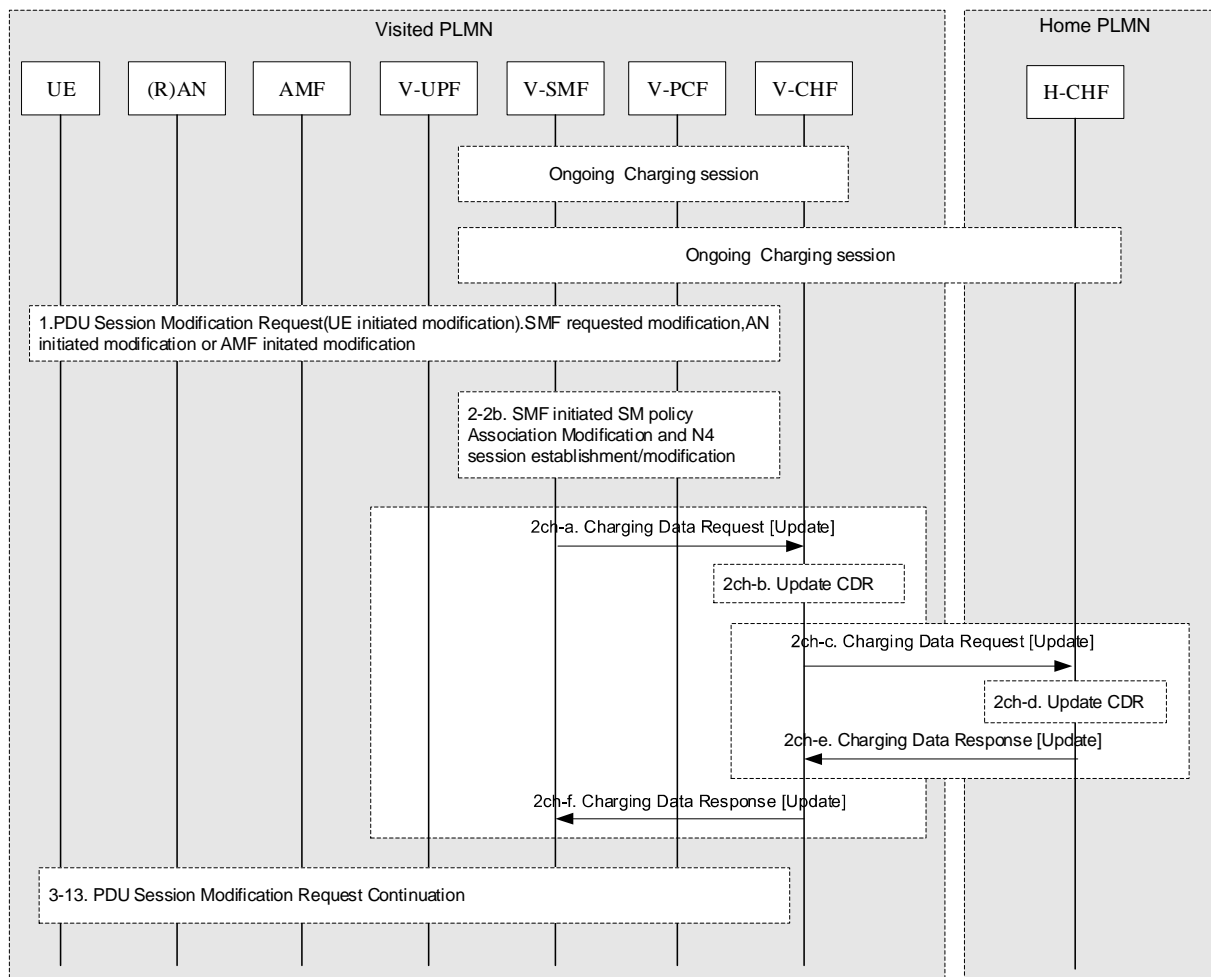 Visited PLMN
Home PLMN
UE
(R)AN
AMF
V-UPF
V-SMF
V-PCF
V-CHF
H-CHF
Ongoing Charging session
Ongoing Charging session
1.PDU Session Modification Request(UE initiated modification).SMF requested modification,AN
initiated modification or AMF initated modification
2-2b. SMF initiated SM policy
Association Modification and N4
session establishment/modification
2ch-a. Charging Data Request [Update]
2ch-b. Update CDR
2ch-c. Charging Data Request [Update]
2ch-d. Update CDR
2ch-e. Charging Data Response [Update]
2ch-f. Charging Data Response [Update]
3-13. PDU Session Modification Request Continuation